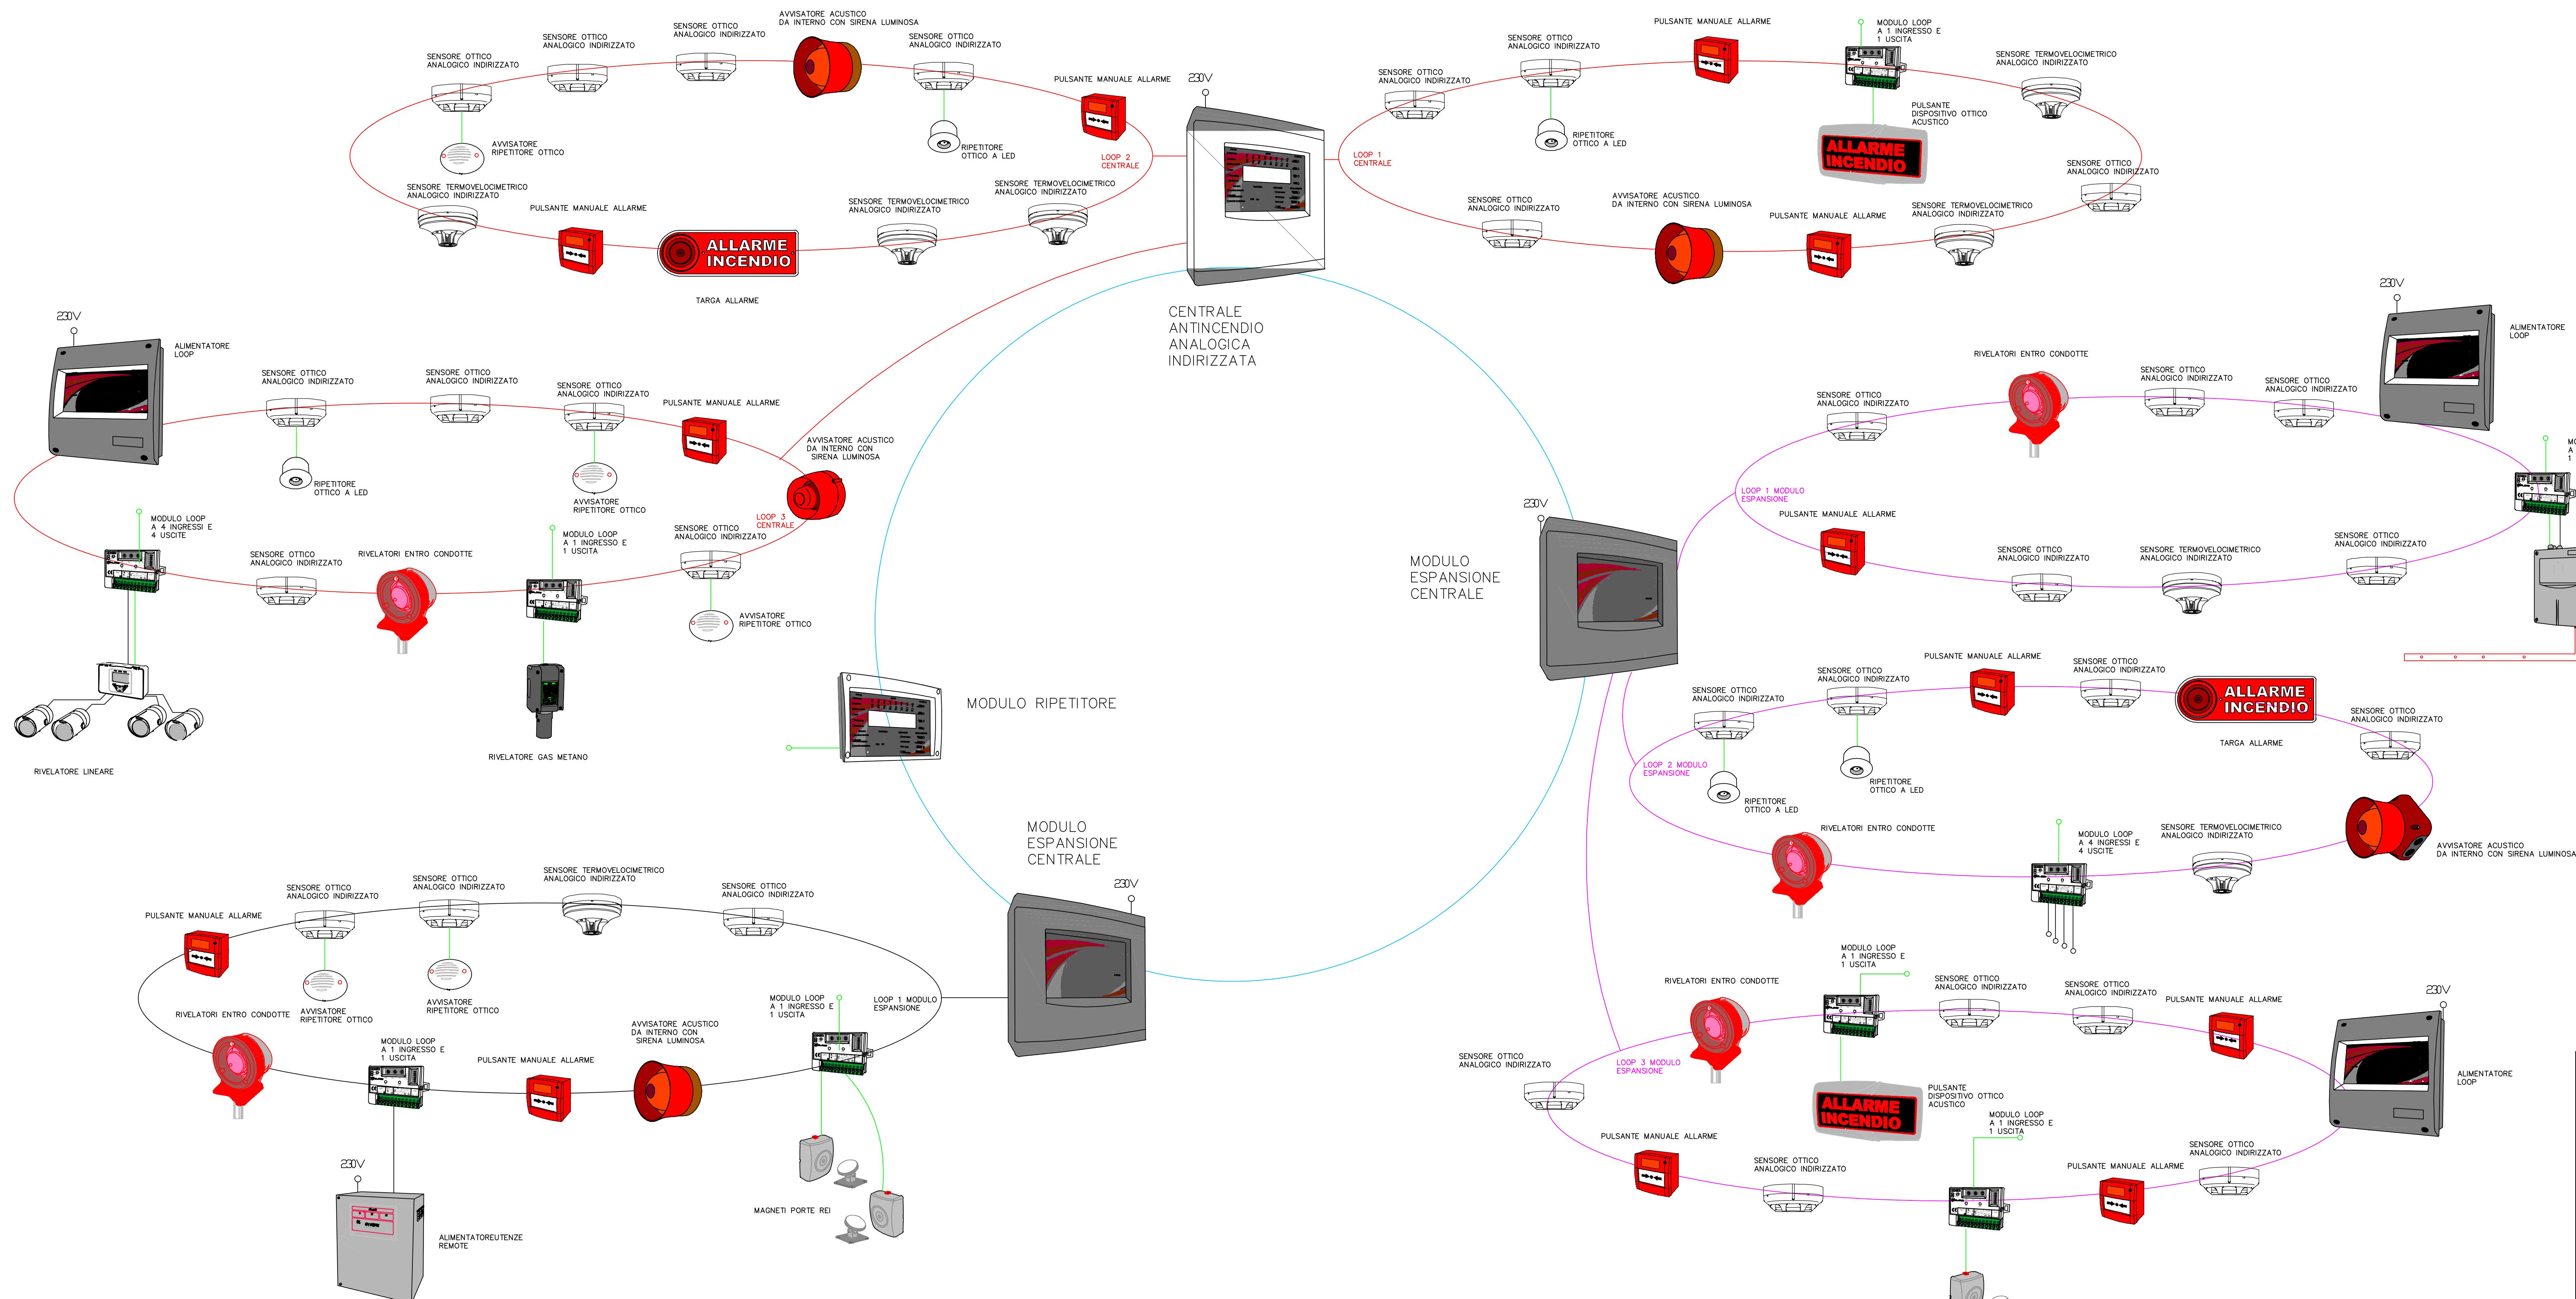 SENSORE OTTICO
ANALOGICO INDIRIZZATO
SENSORE OTTICO
ANALOGICO INDIRIZZATO
SENSORE OTTICO
ANALOGICO INDIRIZZATO
AVVISATORE ACUSTICO
DA INTERNO CON SIRENA LUMINOSA
SENSORE OTTICO
ANALOGICO INDIRIZZATO
PULSANTE MANUALE ALLARME
AVVISATORE
RIPETITORE OTTICO
RIPETITORE
OTTICO A LED
LOOP 2
CENTRALE
SENSORE TERMOVELOCIMETRICO
ANALOGICO INDIRIZZATO
PULSANTE MANUALE ALLARME
ALLARME
INCENDIO
TARGA ALLARME
SENSORE TERMOVELOCIMETRICO
ANALOGICO INDIRIZZATO
SENSORE TERMOVELOCIMETRICO
ANALOGICO INDIRIZZATO
230V
CENTRALE
ANTINCENDIO
ANALOGICA
INDIRIZZATA
LOOP 1
CENTRALE
SENSORE OTTICO
ANALOGICO INDIRIZZATO
SENSORE OTTICO
ANALOGICO INDIRIZZATO
RIPETITORE
OTTICO A LED
PULSANTE MANUALE ALLARME
MODULO LOOP
A 1 INGRESSO E
1 USCITA
PULSANTE
DISPOSITIVO OTTICO
ACUSTICO
ALLARME
INCENDIO
SENSORE TERMOVELOCIMETRICO
ANALOGICO INDIRIZZATO
SENSORE OTTICO
ANALOGICO INDIRIZZATO
SENSORE OTTICO
ANALOGICO INDIRIZZATO
AVVISATORE ACUSTICO
DA INTERNO CON SIRENA LUMINOSA
PULSANTE MANUALE ALLARME
SENSORE TERMOVELOCIMETRICO
ANALOGICO INDIRIZZATO
230V
ALIMENTATORE
LOOP
SENSORE OTTICO
ANALOGICO INDIRIZZATO
RIPETITORE
OTTICO A LED
SENSORE OTTICO
ANALOGICO INDIRIZZATO
SENSORE OTTICO
ANALOGICO INDIRIZZATO
AVVISATORE
RIPETITORE OTTICO
PULSANTE MANUALE ALLARME
AVVISATORE ACUSTICO
DA INTERNO CON
SIRENA LUMINOSA
LOOP 3
CENTRALE
MODULO LOOP
A 4 INGRESSI E
4 USCITE
SENSORE OTTICO
ANALOGICO INDIRIZZATO
RIVELATORI ENTRO CONDOTTE
MODULO LOOP
A 1 INGRESSO E
1 USCITA
SENSORE OTTICO
ANALOGICO INDIRIZZATO
AVVISATORE
RIPETITORE OTTICO
RIVELATORE GAS METANO
RIVELATORE LINEARE
MODULO RIPETITORE
230V
MODULO
ESPANSIONE
CENTRALE
LOOP 1 MODULO
ESPANSIONE
SENSORE OTTICO
ANALOGICO INDIRIZZATO
RIVELATORI ENTRO CONDOTTE
SENSORE OTTICO
ANALOGICO INDIRIZZATO
SENSORE OTTICO
ANALOGICO INDIRIZZATO
230V
ALIMENTATORE
LOOP
PULSANTE MANUALE ALLARME
SENSORE OTTICO
ANALOGICO INDIRIZZATO
SENSORE TERMOVELOCIMETRICO
ANALOGICO INDIRIZZATO
SENSORE OTTICO
ANALOGICO INDIRIZZATO
LOOP 2 MODULO
ESPANSIONE
SENSORE OTTICO
ANALOGICO INDIRIZZATO
RIPETITORE
OTTICO A LED
SENSORE OTTICO
ANALOGICO INDIRIZZATO
RIPETITORE
OTTICO A LED
PULSANTE MANUALE ALLARME
SENSORE OTTICO
ANALOGICO INDIRIZZATO
ALLARME
INCENDIO
TARGA ALLARME
SENSORE OTTICO
ANALOGICO INDIRIZZATO
RIVELATORI ENTRO CONDOTTE
MODULO LOOP
A 4 INGRESSI E
4 USCITE
SENSORE TERMOVELOCIMETRICO
ANALOGICO INDIRIZZATO
AVVISATORE ACUSTICO
DA INTERNO CON SIRENA LUMINOSA
MODULO
ESPANSIONE
CENTRALE
230V
PULSANTE MANUALE ALLARME
SENSORE OTTICO
ANALOGICO INDIRIZZATO
AVVISATORE
RIPETITORE OTTICO
SENSORE OTTICO
ANALOGICO INDIRIZZATO
AVVISATORE
RIPETITORE OTTICO
SENSORE TERMOVELOCIMETRICO
ANALOGICO INDIRIZZATO
SENSORE OTTICO
ANALOGICO INDIRIZZATO
LOOP 1 MODULO
ESPANSIONE
RIVELATORI ENTRO CONDOTTE
MODULO LOOP
A 1 INGRESSO E
1 USCITA
PULSANTE MANUALE ALLARME
AVVISATORE ACUSTICO
DA INTERNO CON
SIRENA LUMINOSA
MODULO LOOP
A 1 INGRESSO E
1 USCITA
MAGNETI PORTE REI
230V
ALIMENTATOREUTENZE
REMOTE
LOOP 3 MODULO
ESPANSIONE
SENSORE OTTICO
ANALOGICO INDIRIZZATO
RIVELATORI ENTRO CONDOTTE
MODULO LOOP
A 1 INGRESSO E
1 USCITA
PULSANTE
DISPOSITIVO OTTICO
ACUSTICO
ALLARME
INCENDIO
SENSORE OTTICO
ANALOGICO INDIRIZZATO
SENSORE OTTICO
ANALOGICO INDIRIZZATO
PULSANTE MANUALE ALLARME
230V
ALIMENTATORE
LOOP
PULSANTE MANUALE ALLARME
SENSORE OTTICO
ANALOGICO INDIRIZZATO
MODULO LOOP
A 1 INGRESSO E
1 USCITA
PULSANTE MANUALE ALLARME
SENSORE OTTICO
ANALOGICO INDIRIZZATO